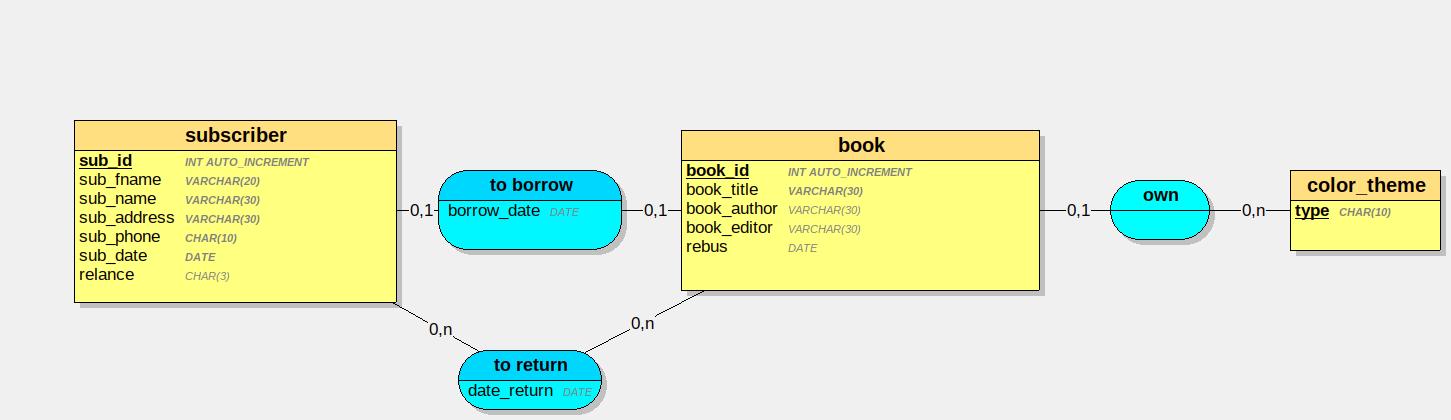 subscriber
sub_id INT AUTO_INCREMENT
sub_fname VARCHAR(20)
sub_name VARCHAR(30)
sub_address VARCHAR(30)
sub_phone CHAR(10)
sub_date DATE
relance CHAR(3)
0,1
to borrow
borrow_date DATE
0,1
book
book_id INT AUTO_INCREMENT
book_title VARCHAR(30)
book_author VARCHAR(30)
book_editor VARCHAR(30)
rebus DATE
0,1
own
0,n
color_theme
type CHAR(10)
0,n
0,n
to return
date_return DATE